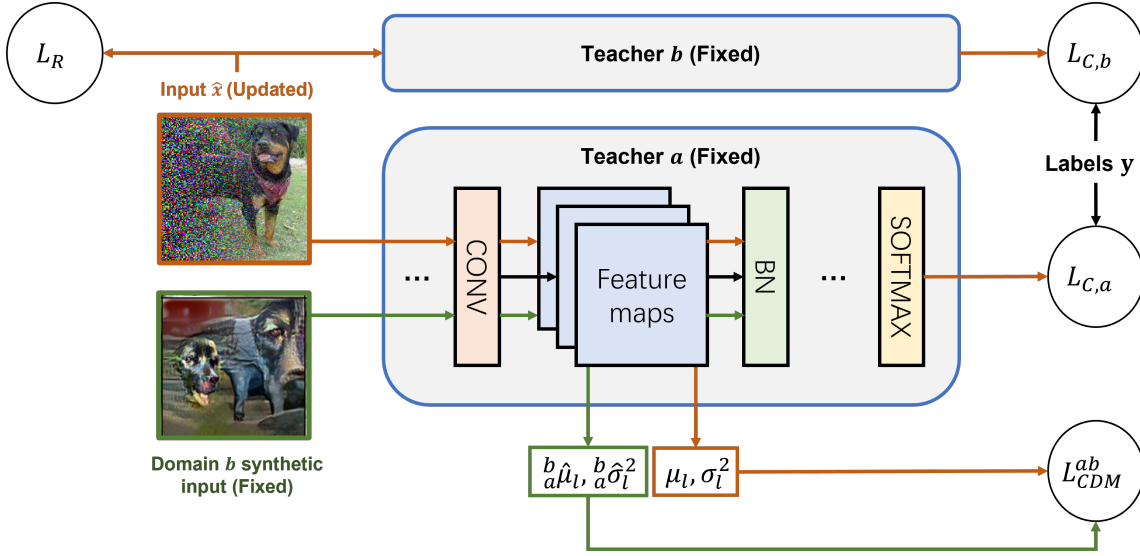 L_R
Teacher b (Fixed)
L_{C,b}
Input x̂ (Updated)
Teacher a (Fixed)
Labels y
...
CONV
Feature
maps
BN
...
SOFTMAX
L_{C,a}
Domain b synthetic
input (Fixed)
{}^b_a μ̂_l, {}^b_a σ̂_l^2
μ_l, σ_l^2
L_{CDM}^{ab}